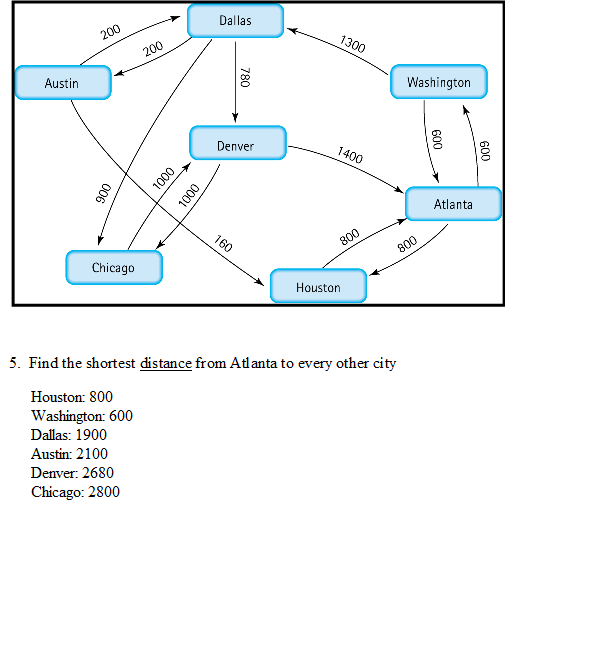 Dallas
200
200
1300
Austin
780
Washington
Denver
1400
600
600
900
1000
1000
Atlanta
160
800
800
Chicago
Houston
5. Find the shortest distance from Atlanta to every other city
Houston: 800
Washington: 600
Dallas: 1900
Austin: 2100
Denver: 2680
Chicago: 2800